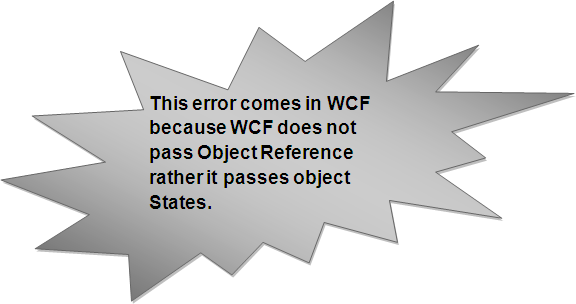 This error comes in WCF
because WCF does not
pass Object Reference
rather it passes object
States.